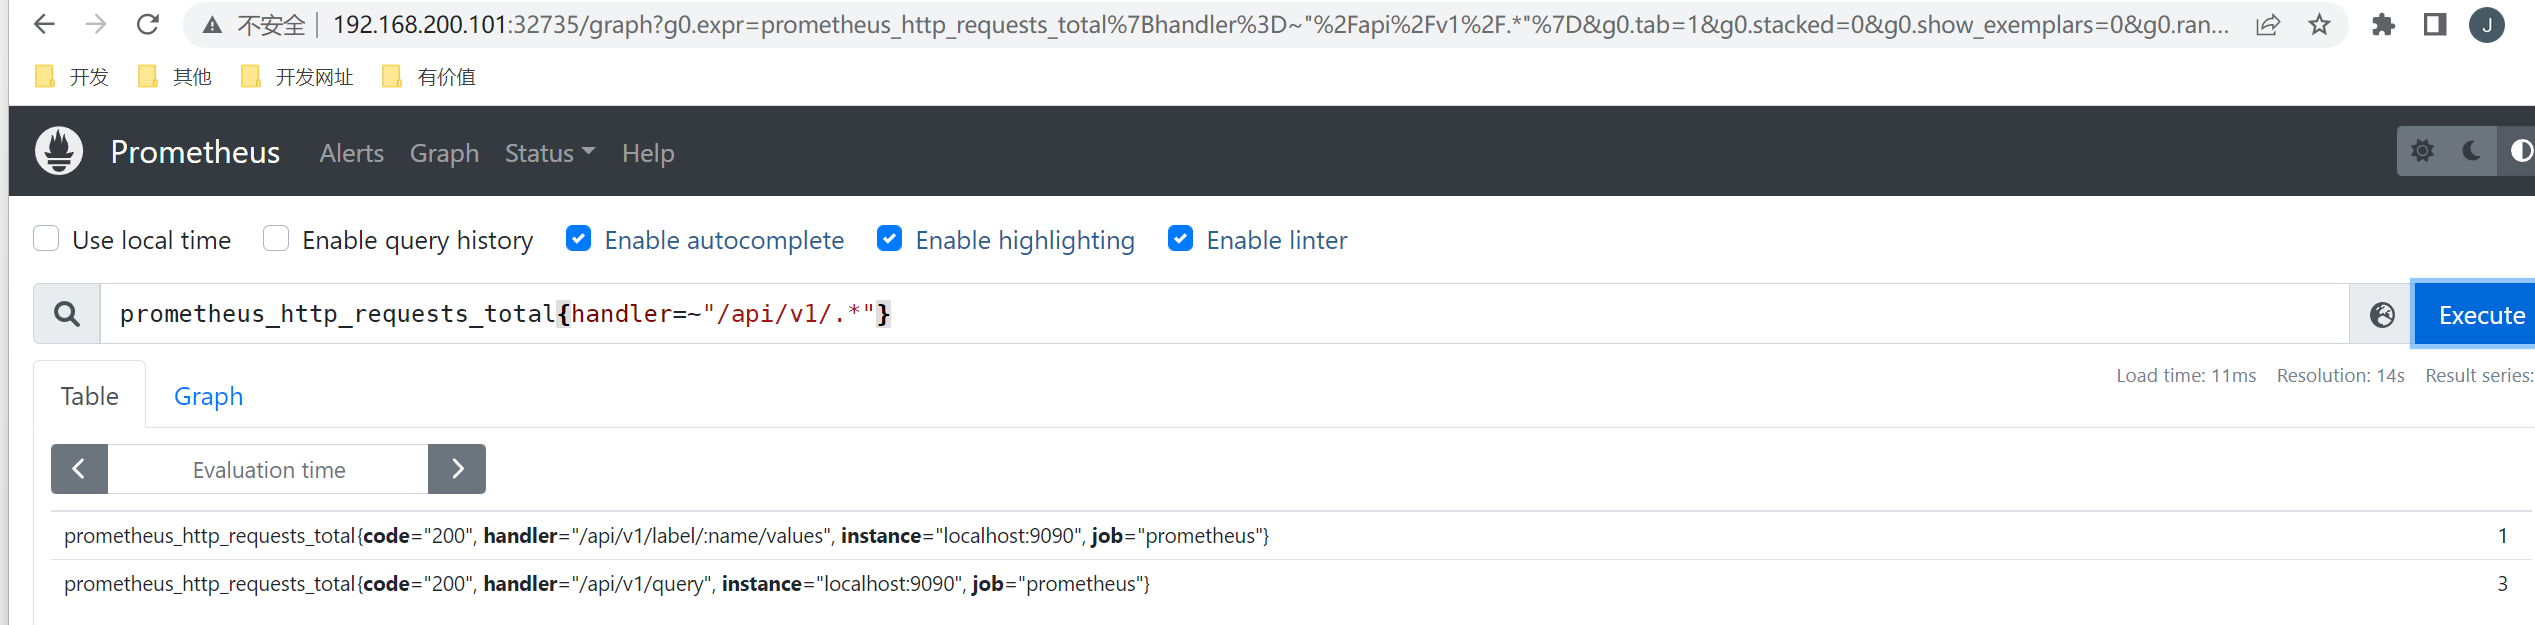 不安全 192.168.200.101:32735/graph?g0.expr=prometheus_http_requests_total%7Bhandler%3D~"%2Fapi%2Fv1%2F.*"%7D&g0.tab=1&g0.stacked=0&g0.show_exemplars=0&g0.ran... J
开发 其他 开发网址 有价值
Prometheus Alerts Graph Status Help
Use local time Enable query history Enable autocomplete Enable highlighting Enable linter
prometheus_http_requests_total{handler=~"/api/v1/.*"} Execute
Table Graph Load time: 11ms Resolution: 14s Result series:
Evaluation time
prometheus_http_requests_total{code="200", handler="/api/v1/label/:name/values", instance="localhost:9090", job="prometheus"} 1
prometheus_http_requests_total{code="200", handler="/api/v1/query", instance="localhost:9090", job="prometheus"} 3